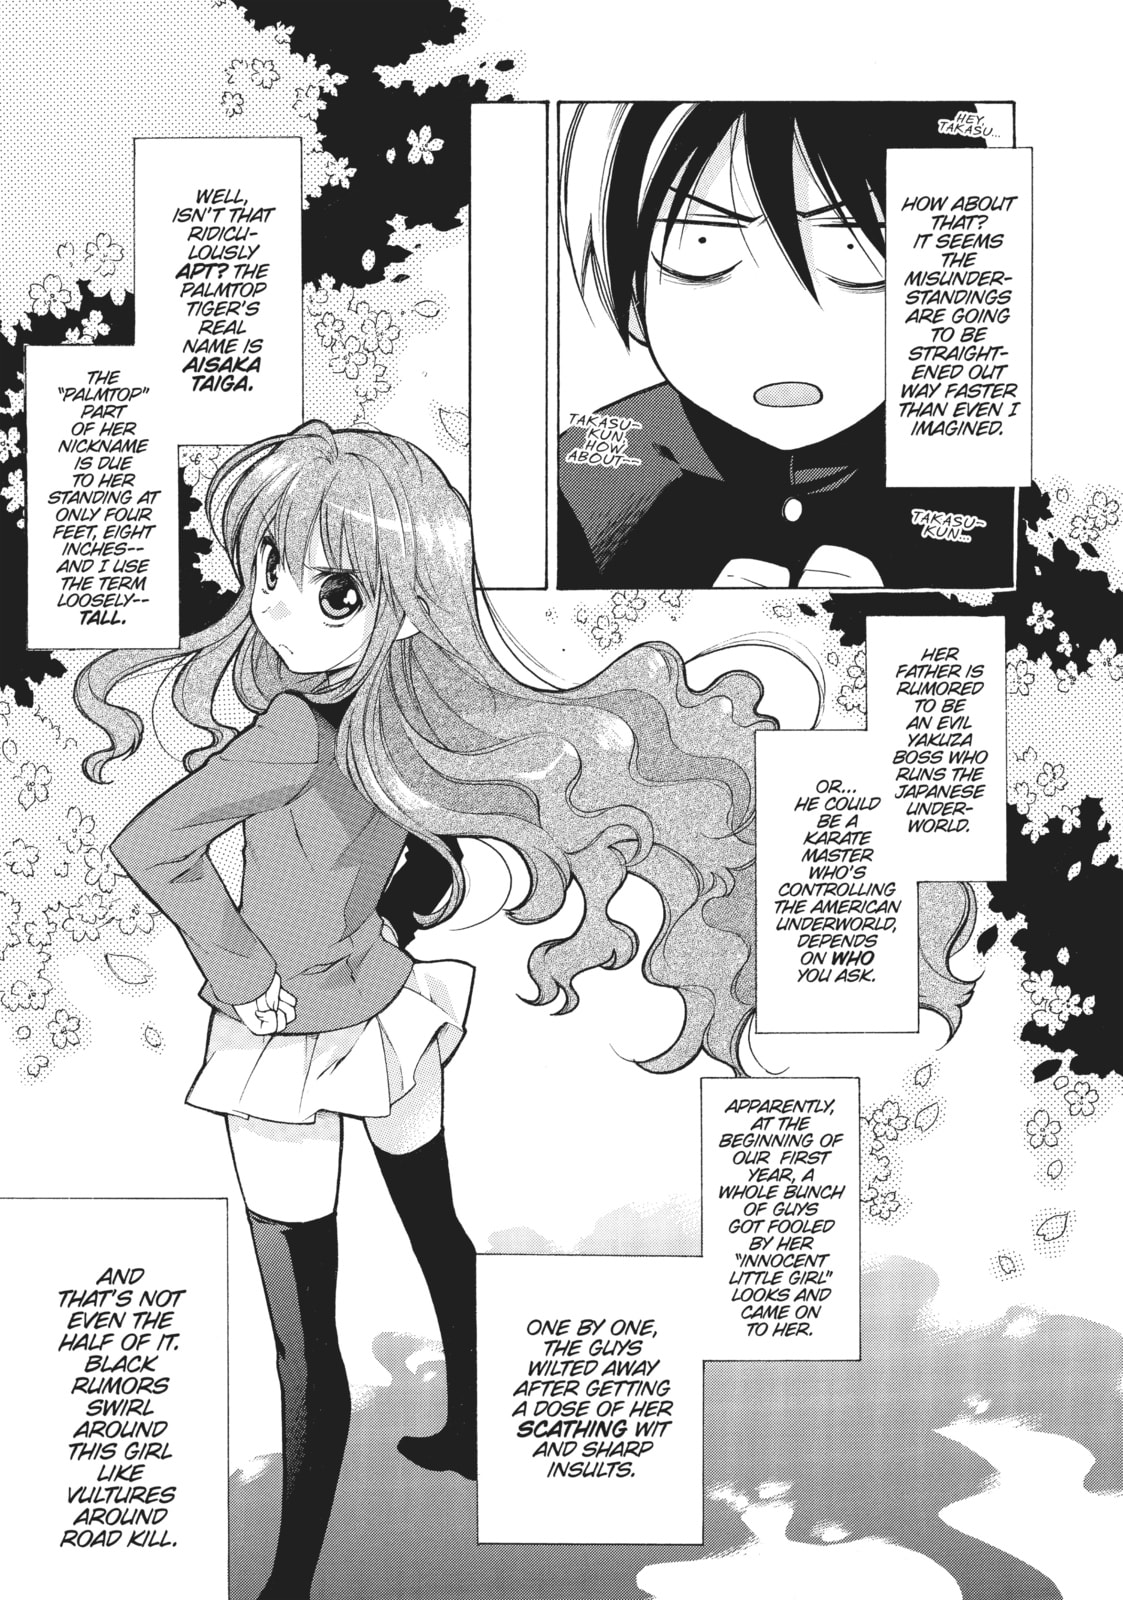 HEY,
TAKASU...
HOW ABOUT
THAT?
IT SEEMS
THE
MISUNDER-
STANDINGS
ARE GOING
TO BE
STRAIGHT-
ENED OUT
WAY FASTER
THAN EVEN I
IMAGINED.
TAKASU-
KUN
HOW
ABOUT--
TAKASU-
KUN...
WELL,
ISN'T THAT
RIDICU-
LOUSLY
APT? THE
PALMTOP
TIGER'S
REAL
NAME IS
AISAKA
TAIGA.
THE
"PALMTOP"
PART
OF HER
NICKNAME
IS DUE
TO HER
STANDING AT
ONLY FOUR
FEET, EIGHT
INCHES--
AND I USE
THE TERM
LOOSELY--
TALL.
HER
FATHER IS
RUMORED
TO BE
AN EVIL
YAKUZA
BOSS WHO
RUNS THE
JAPANESE
UNDER-
WORLD.
OR...
HE COULD
BE A
KARATE
MASTER
WHO'S
CONTROLLING
THE AMERICAN
UNDERWORLD,
DEPENDS
ON WHO
YOU ASK.
APPARENTLY,
AT THE
BEGINNING OF
OUR FIRST
YEAR, A
WHOLE BUNCH
OF GUYS
GOT FOOLED
BY HER
"INNOCENT
LITTLE GIRL"
LOOKS AND
CAME ON
TO HER.
ONE BY ONE,
THE GUYS
WILTED AWAY
AFTER GETTING
A DOSE OF HER
SCATHING WIT
AND SHARP
INSULTS.
AND
THAT'S NOT
EVEN THE
HALF OF IT.
BLACK
RUMORS
SWIRL
AROUND
THIS GIRL
LIKE
VULTURES
AROUND
ROAD KILL.